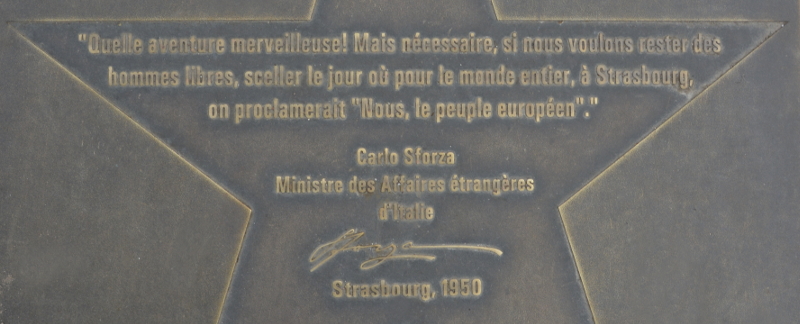 "Quelle aventure merveilleuse! Mais nécessaire, si nous voulons rester des
hommes libres, sceller le jour où pour le monde entier, à Strasbourg,
on proclamerait "Nous, le peuple européen"."
Carlo Sforza
Ministre des Affaires étrangères
d'Italie
Sforza
Strasbourg, 1950